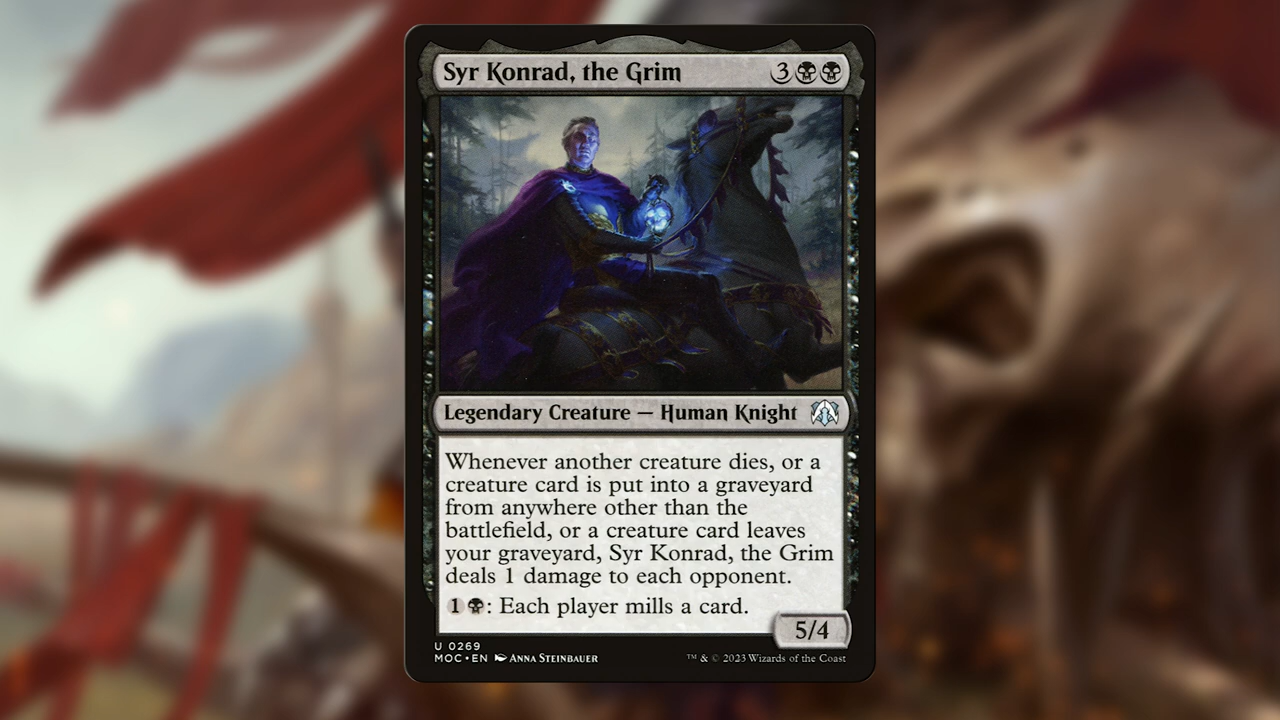 Syr Konrad, the Grim 3
Legendary Creature — Human Knight
Whenever another creature dies, or a
creature card is put into a graveyard
from anywhere other than the
battlefield, or a creature card leaves
your graveyard, Syr Konrad, the Grim
deals 1 damage to each opponent.
1 : Each player mills a card.
5/4
U 0269
MOC • EN ANNA STEINBAUER
™ & © 2023 Wizards of the Coast